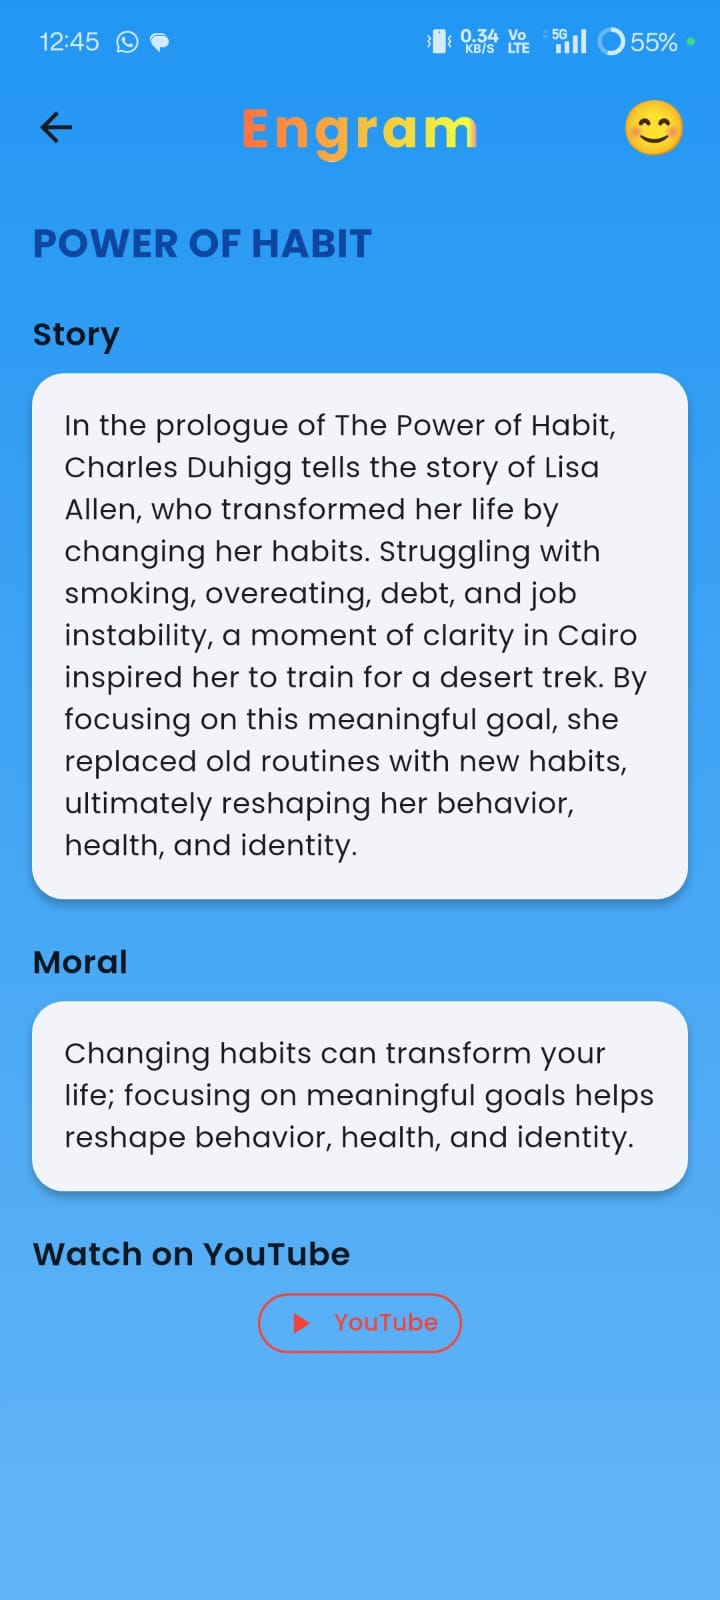 12:45 0.34 KB/S Vo LTE 5G 55%
Engram
POWER OF HABIT
Story
In the prologue of The Power of Habit,
Charles Duhigg tells the story of Lisa
Allen, who transformed her life by
changing her habits. Struggling with
smoking, overeating, debt, and job
instability, a moment of clarity in Cairo
inspired her to train for a desert trek. By
focusing on this meaningful goal, she
replaced old routines with new habits,
ultimately reshaping her behavior,
health, and identity.
Moral
Changing habits can transform your
life; focusing on meaningful goals helps
reshape behavior, health, and identity.
Watch on YouTube
YouTube